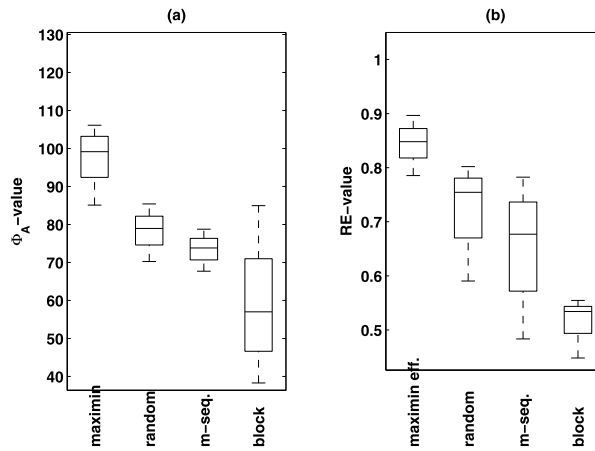 (a)
130
120
110
100
90
80
70
60
50
40
Φ_A−value
maximin
random
m−seq.
block
(b)
1
0.9
0.8
0.7
0.6
0.5
RE−value
maximin eff.
random
m−seq.
block